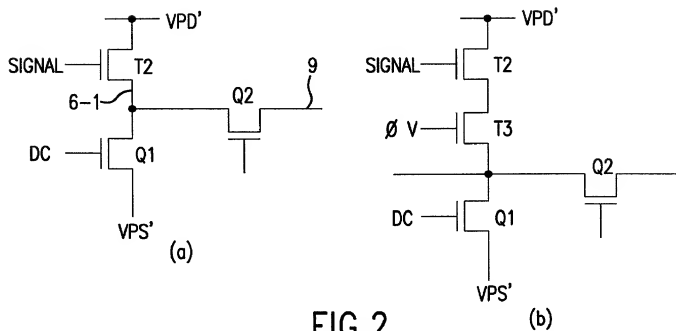 VPD'
SIGNAL
T2
6-1
Q2
9
DC
Q1
VPS'
(a)
VPD'
SIGNAL
T2
Ø V
T3
Q2
DC
Q1
VPS'
(b)
FIG. 2